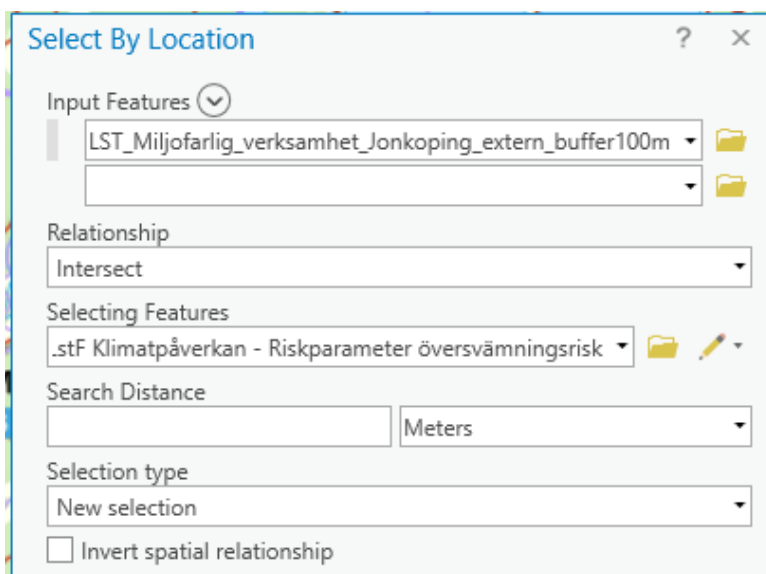 Select By Location
?
Input Features
LST_Miljofarlig_verksamhet_Jonkoping_extern_buffer100m
Relationship
Intersect
Selecting Features
.stF Klimatpåverkan - Riskparameter översvämningsrisk
Search Distance
Meters
Selection type
New selection
Invert spatial relationship